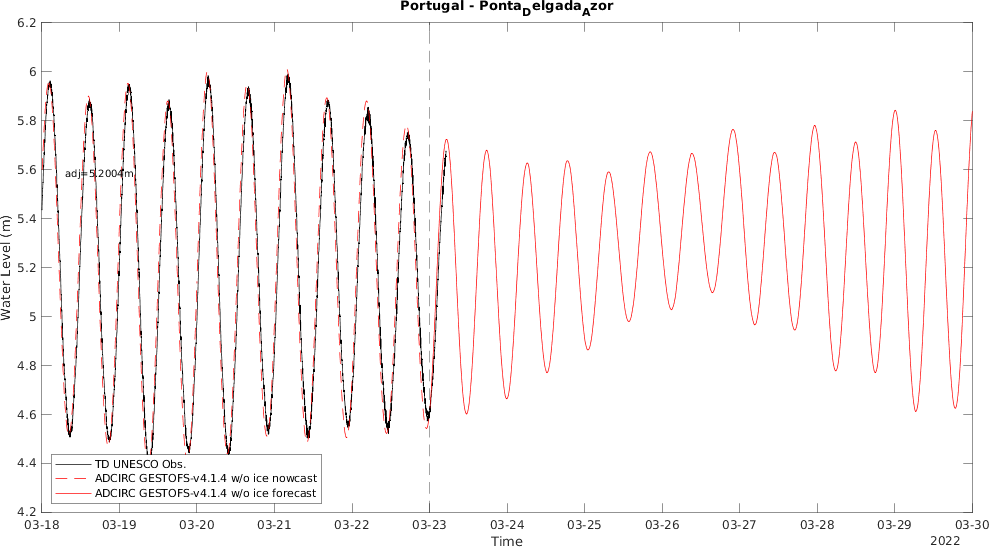 Portugal - PontaDelgadaAzor
6.2
6
5.8
5.6
5.4
5.2
5
4.8
4.6
4.4
4.2
Water Level (m)
adj=5.2004m
TD UNESCO Obs.
ADCIRC GESTOFS-v4.1.4 w/o ice nowcast
ADCIRC GESTOFS-v4.1.4 w/o ice forecast
03-18 03-19 03-20 03-21 03-22 03-23 03-24 03-25 03-26 03-27 03-28 03-29 03-30
Time
2022